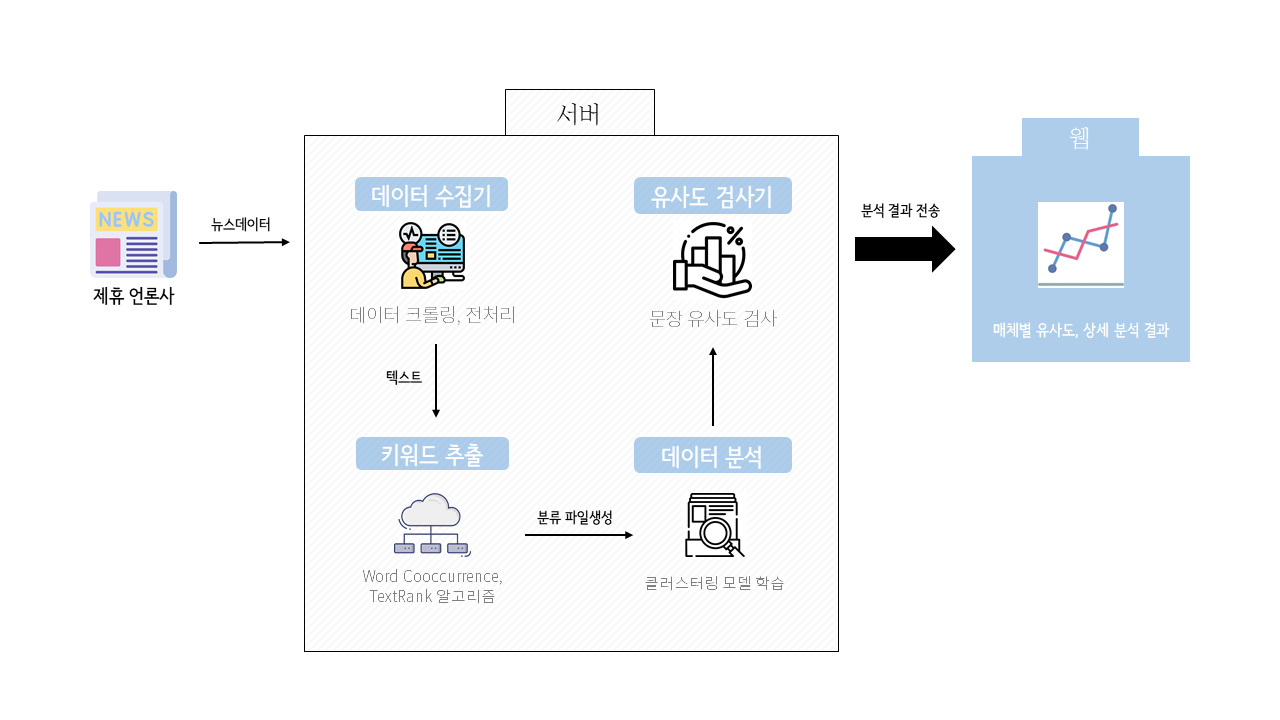 서버
웹
데이터 수집기
유사도 검사기
NEWS
뉴스데이터
분석 결과 전송
제휴 언론사
데이터 크롤링, 전처리
문장 유사도 검사
매체별 유사도, 상세 분석 결과
텍스트
키워드 추출
데이터 분석
분류 파일생성
Word Cooccurrence,
TextRank 알고리즘
클러스터링 모델 학습